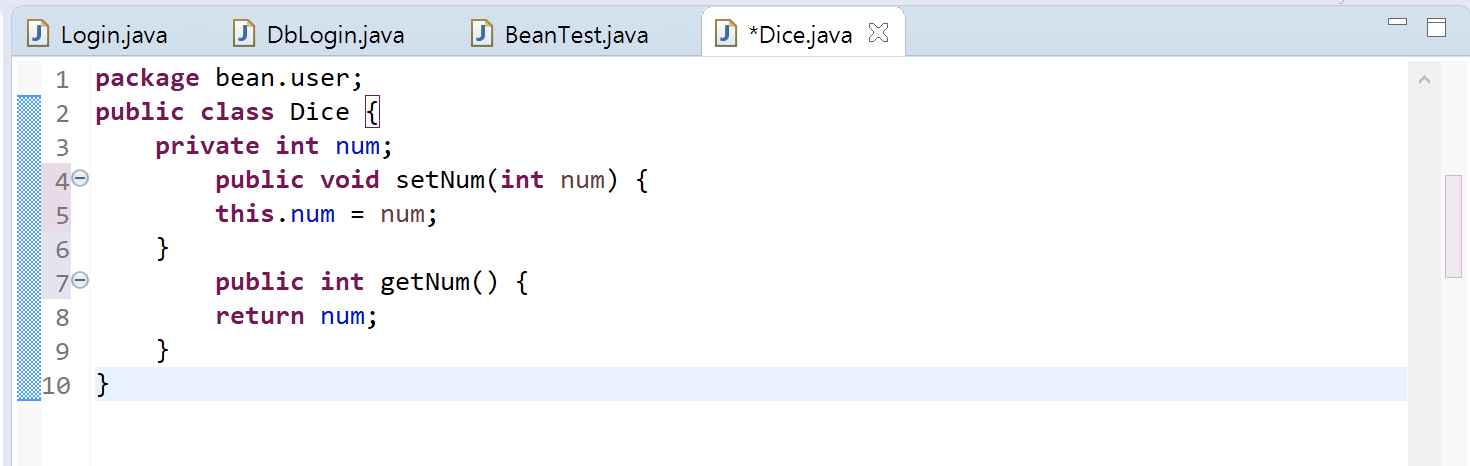 Login.java DbLogin.java BeanTest.java *Dice.java
1 package bean.user;
2 public class Dice {
3     private int num;
4         public void setNum(int num) {
5         this.num = num;
6     }
7         public int getNum() {
8         return num;
9     }
10 }